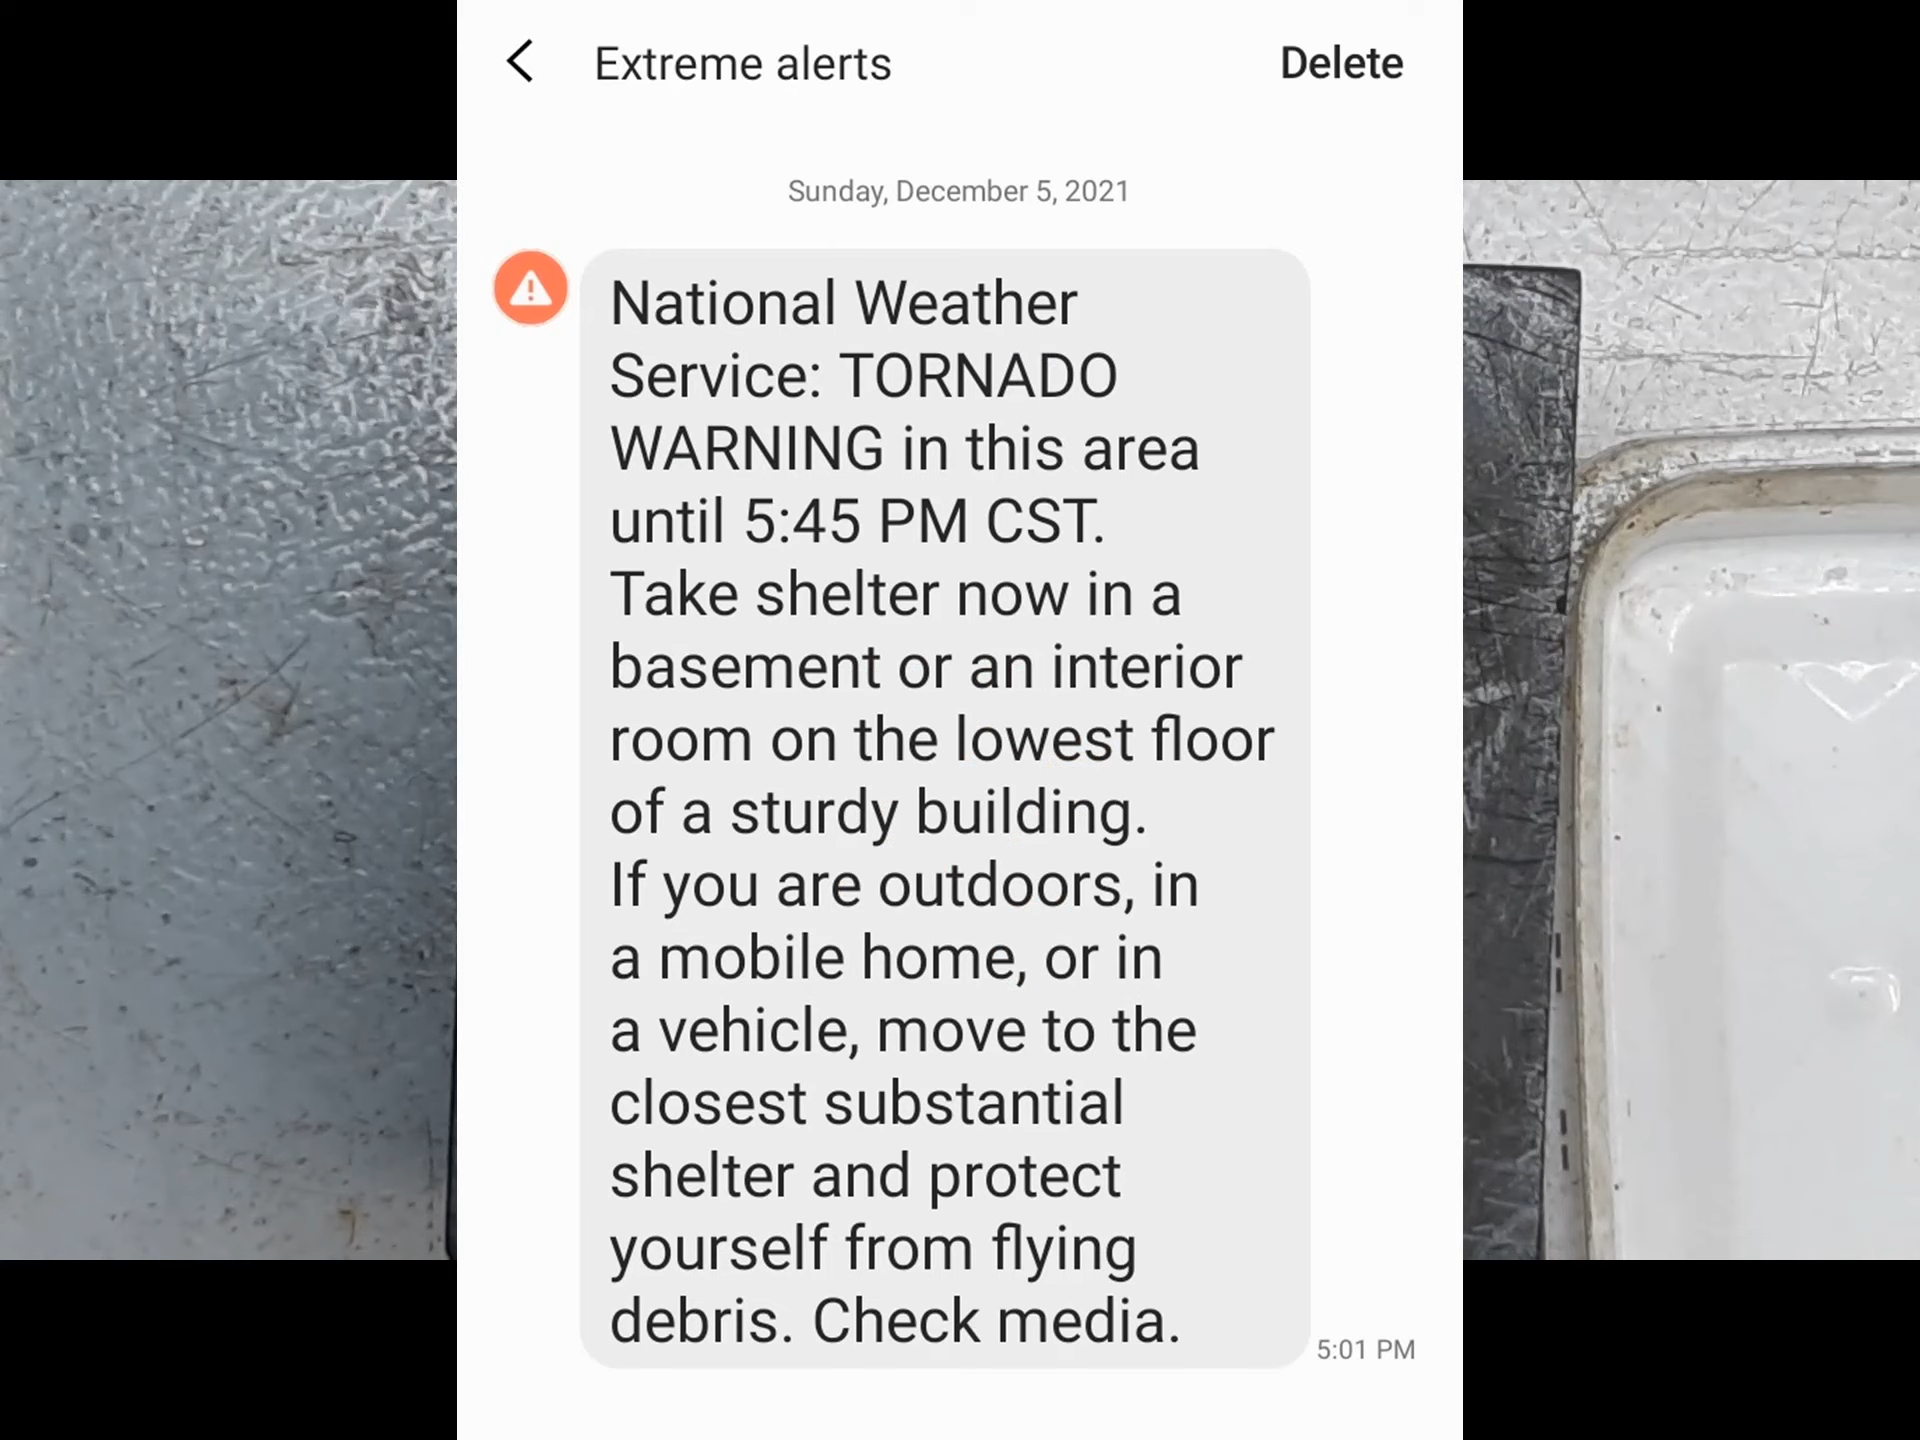 Extreme alerts
Delete
Sunday, December 5, 2021
National Weather
Service: TORNADO
WARNING in this area
until 5:45 PM CST.
Take shelter now in a
basement or an interior
room on the lowest floor
of a sturdy building.
If you are outdoors, in
a mobile home, or in
a vehicle, move to the
closest substantial
shelter and protect
yourself from flying
debris. Check media.
5:01 PM